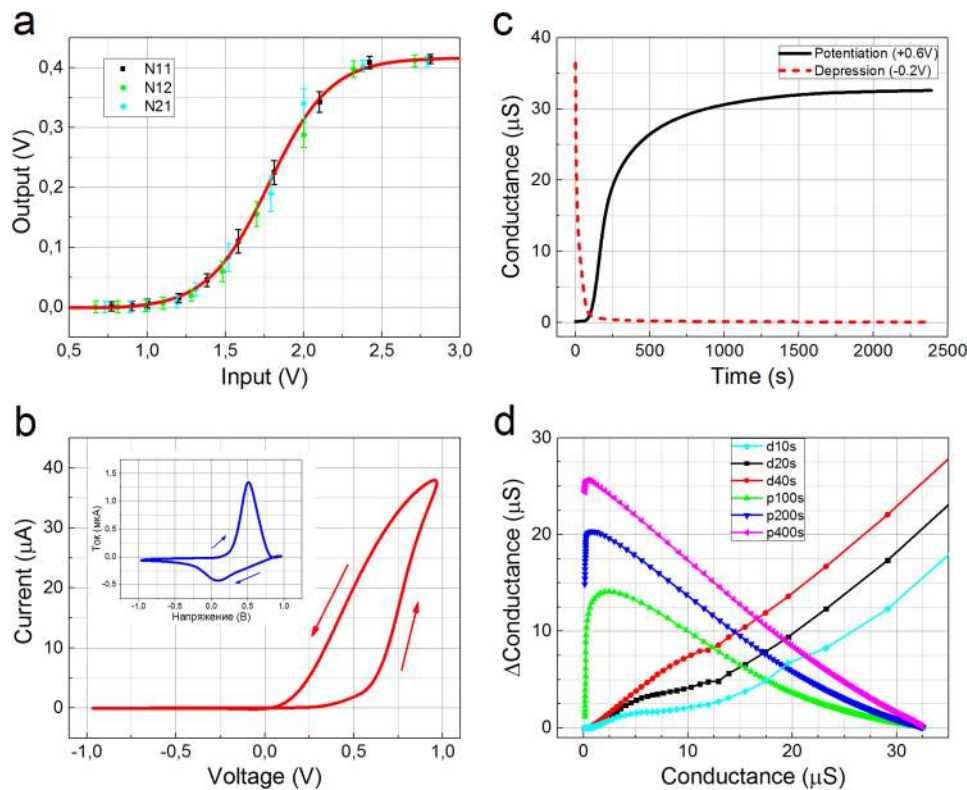 a
0,4
0,3
0,2
0,1
0,0
0,5 1,0 1,5 2,0 2,5 3,0
Output (V)
Input (V)
N11
N12
N21
c
40
30
20
10
0
0 500 1000 1500 2000 2500
Conductance (μS)
Time (s)
Potentiation (+0.6V)
Depression (-0.2V)
b
50
40
30
20
10
0
-1,0 -0,5 0,0 0,5 1,0
Current (μA)
Voltage (V)
1.5
1.0
0.5
0.0
-0.5
-1.0 -0.5 0.0 0.5 1.0
Ток (мкА)
Напряжение (В)
d
30
25
20
15
10
5
0
0 10 20 30
ΔConductance (μS)
Conductance (μS)
d10s
d20s
d40s
p100s
p200s
p400s